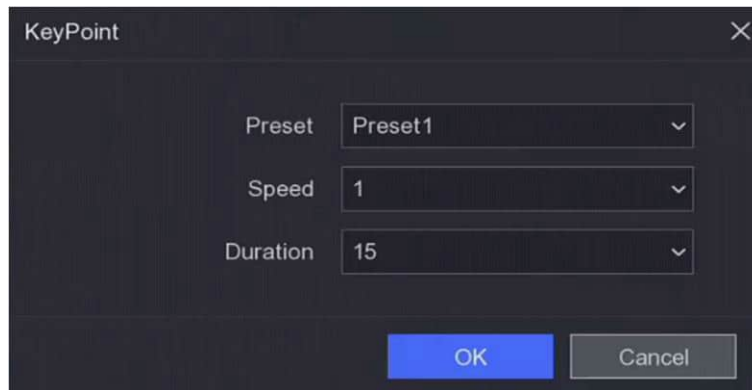 KeyPoint
Preset Preset1
Speed 1
Duration 15
OK Cancel